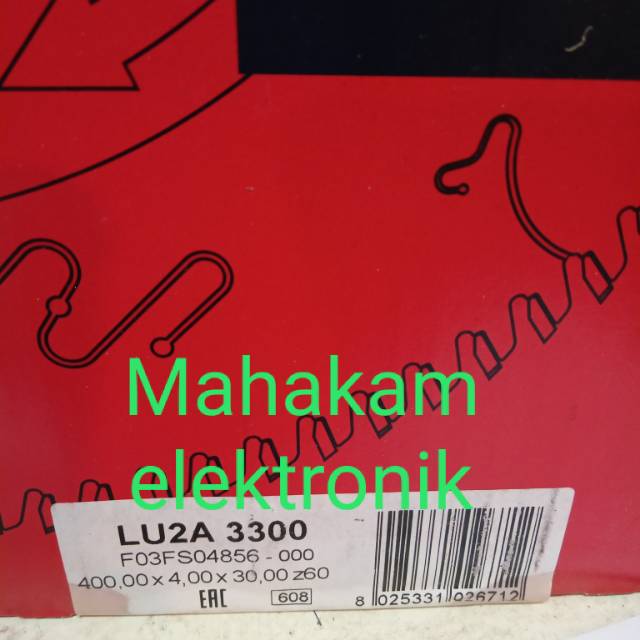 Mahakam
elektronik
LU2A 3300
F03FS04856 - 000
400,00 x 4,00 x 30,00 z60
EAC 608
8 025331 026712